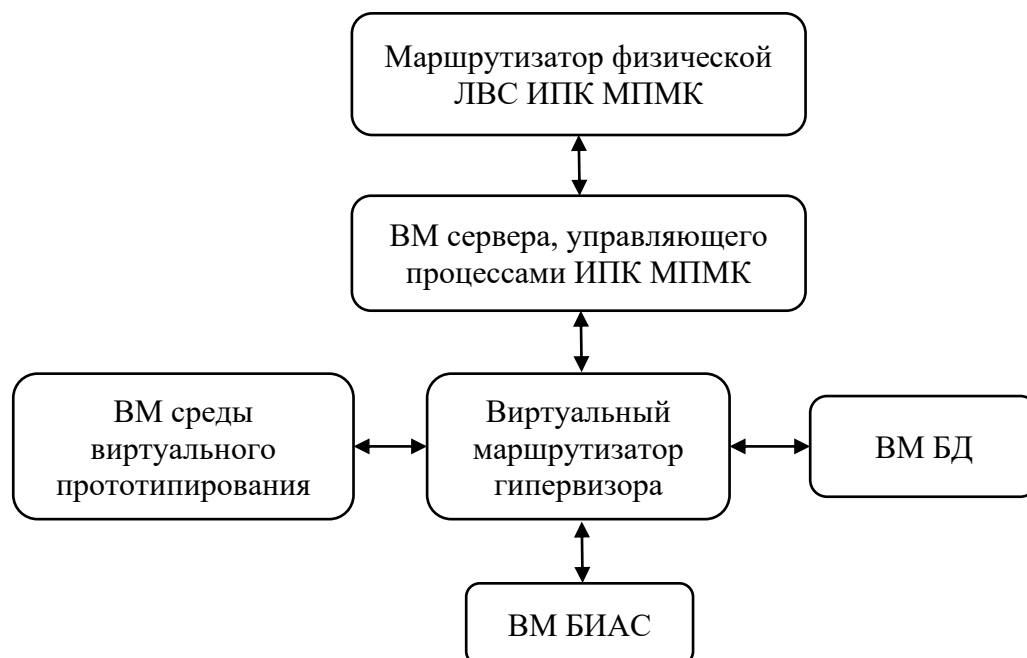 Маршрутизатор физической
ЛВС ИПК МПМК
ВМ сервера, управляющего
процессами ИПК МПМК
ВМ среды
виртуального
прототипирования
Виртуальный
маршрутизатор
гипервизора
ВМ БД
ВМ БИАС